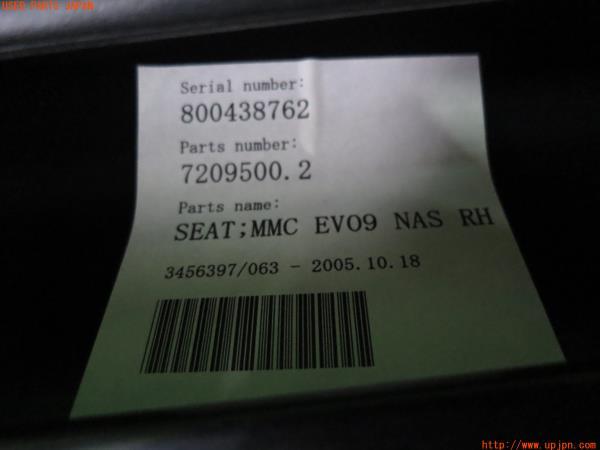 USED PARTS JAPAN
Serial number:
800438762
Parts number:
7209500.2
Parts name:
SEAT;MMC EVO9 NAS RH
3456397/063 - 2005.10.18
http://www.upjpn.com/